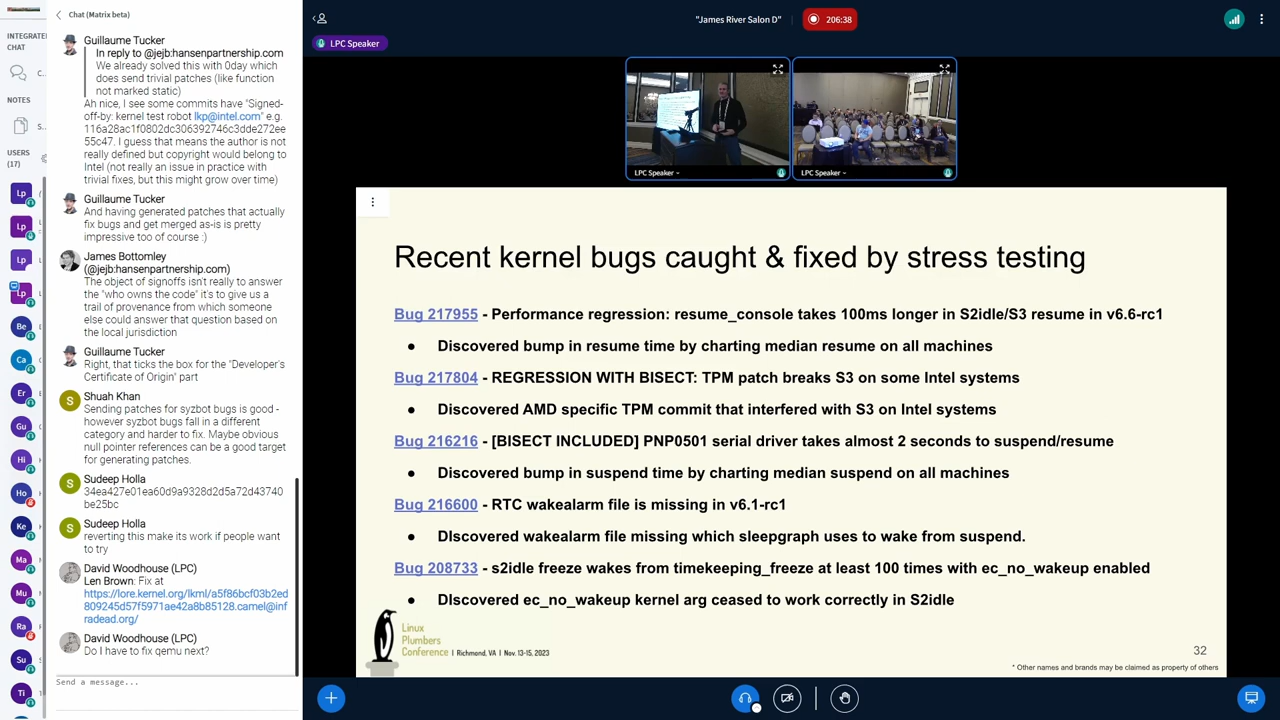 Chat (Matrix beta)
INTEGRATE
CHAT
C.
NOTES
S..
USERS
(17)
Lp
Lp
Lp
Lp
Be
Ca
Er
Gu
Hi
Ho
Ke
Ma
Mu
Ra
Su
Ti
Guillaume Tucker
In reply to @jejb:hansenpartnership.com
We already solved this with 0day which
does send trivial patches (like function
not marked static)
Ah nice, I see some commits have "Signed-
off-by: kernel test robot lkp@intel.com" e.g.
116a28ac1f0802dc306392746c3dde272ee
55c47. I guess that means the author is not
really defined but copyright would belong to
Intel (not really an issue in practice with
trivial fixes, but this might grow over time)
Guillaume Tucker
And having generated patches that actually
fix bugs and get merged as-is is pretty
impressive too of course :)
James Bottomley
(@jejb:hansenpartnership.com)
The object of signoffs isn't really to answer
the "who owns the code" it's to give us a
trail of provenance from which someone
else could answer that question based on
the local jurisdiction
Guillaume Tucker
Right, that ticks the box for the "Developer's
Certificate of Origin" part
S
Shuah Khan
Sending patches for syzbot bugs is good -
however syzbot bugs fall in a different
category and harder to fix. Maybe obvious
null pointer references can be a good target
for generating patches.
S
Sudeep Holla
34ea427e01ea60d9a9328d2d5a72d43740
be25bc
S
Sudeep Holla
reverting this make its work if people want
to try
David Woodhouse (LPC)
Len Brown: Fix at
https://lore.kernel.org/lkml/a5f86bcf03b2ed
809245d57f5971ae42a8b85128.camel@inf
radead.org/
David Woodhouse (LPC)
Do I have to fix qemu next?
Send a message...
"James River Salon D"
206:38
LPC Speaker
LPC Speaker
LPC Speaker
Recent kernel bugs caught & fixed by stress testing
Bug 217955 - Performance regression: resume_console takes 100ms longer in S2idle/S3 resume in v6.6-rc1
● Discovered bump in resume time by charting median resume on all machines
Bug 217804 - REGRESSION WITH BISECT: TPM patch breaks S3 on some Intel systems
● Discovered AMD specific TPM commit that interfered with S3 on Intel systems
Bug 216216 - [BISECT INCLUDED] PNP0501 serial driver takes almost 2 seconds to suspend/resume
● Discovered bump in suspend time by charting median suspend on all machines
Bug 216600 - RTC wakealarm file is missing in v6.1-rc1
● DIscovered wakealarm file missing which sleepgraph uses to wake from suspend.
Bug 208733 - s2idle freeze wakes from timekeeping_freeze at least 100 times with ec_no_wakeup enabled
● DIscovered ec_no_wakeup kernel arg ceased to work correctly in S2idle
Linux
Plumbers
Conference | Richmond, VA | Nov. 13-15, 2023
32
* Other names and brands may be claimed as property of others